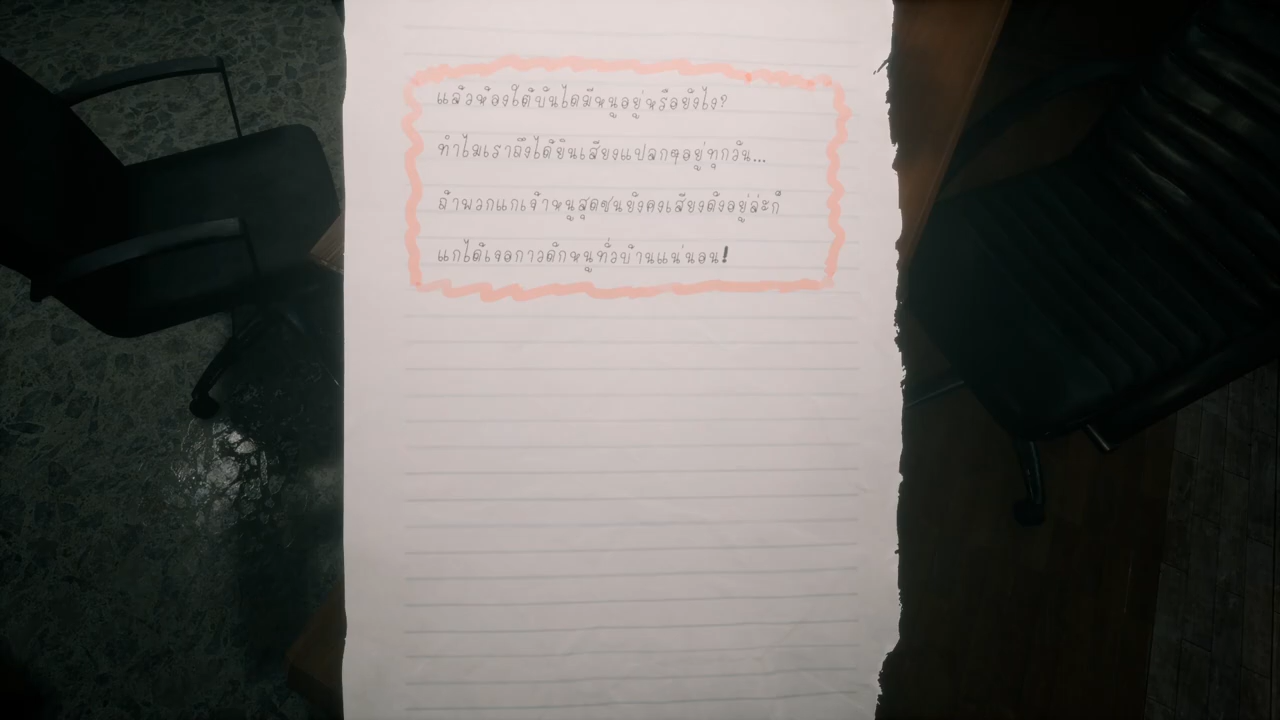 แล้วห้องใต้บันไดมีหนูอยู่หรือยังไง?
ทำไมเราถึงได้ยินเสียงแปลกๆอยู่ทุกวัน...
ถ้าพวกแกเจ้าหนูสุดซนยังคงเสียงดังอยู่ล่ะก็
แกได้เจอกาวดักหนูทั่วบ้านแน่นอน!